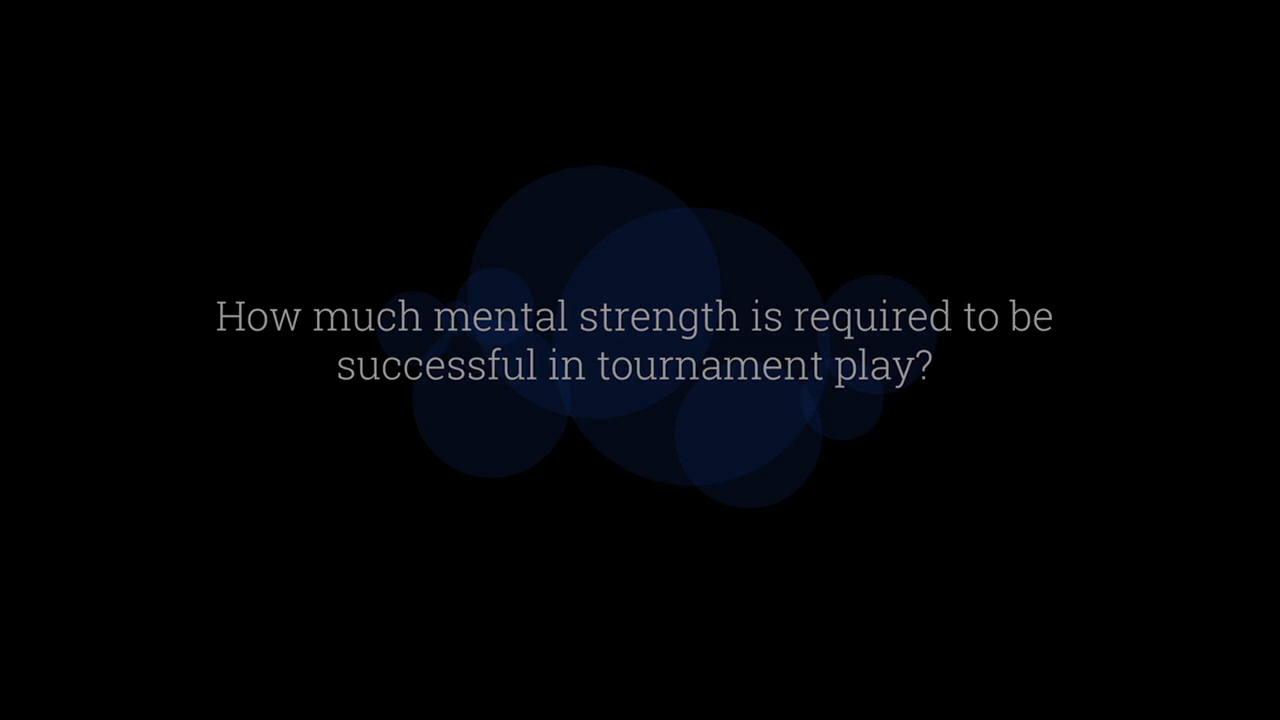 How much mental strength is required to be
successful in tournament play?